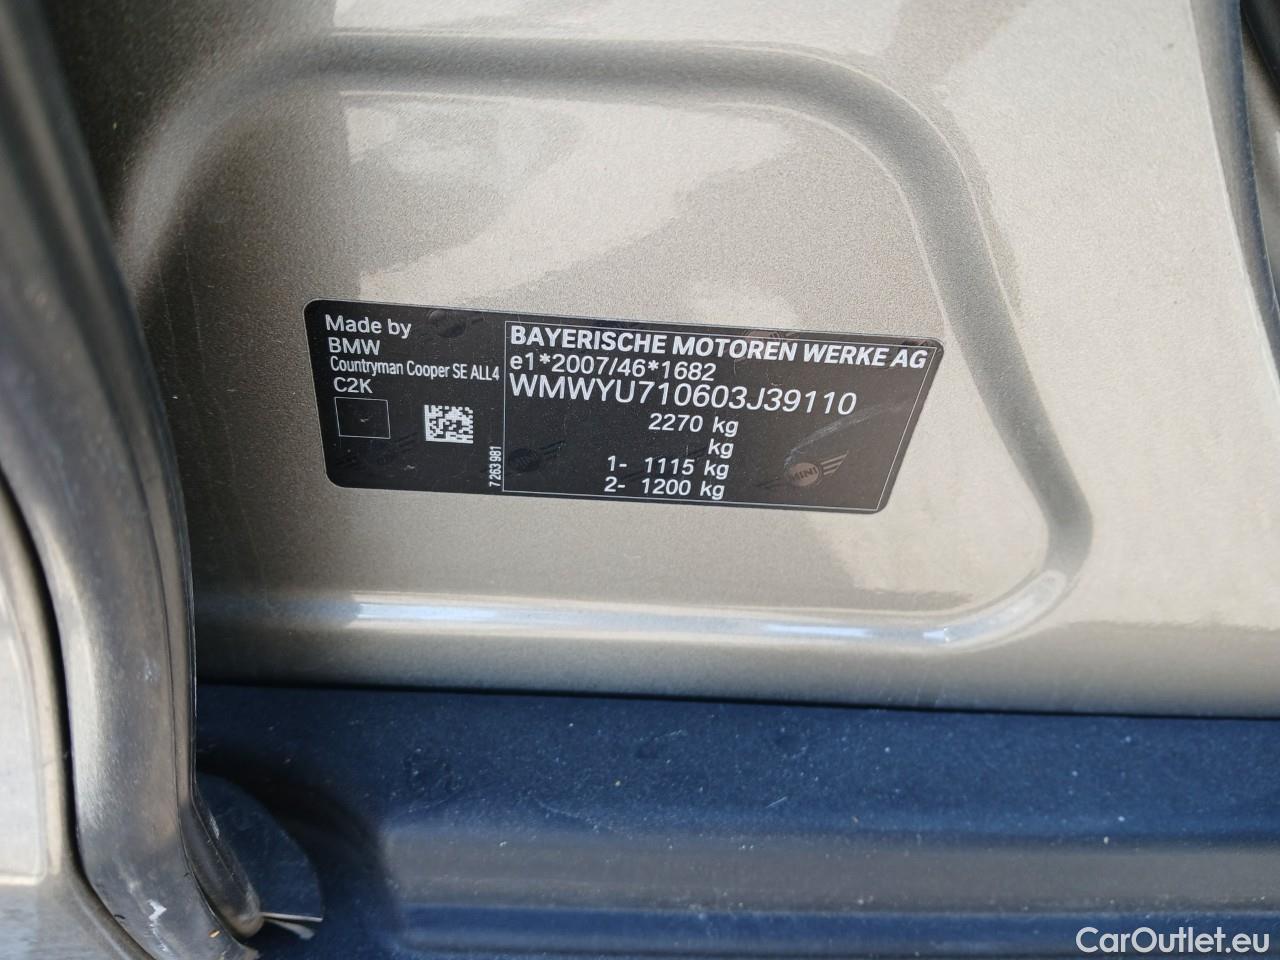 Made by
BMW
Countryman Cooper SE ALL4
C2K
7 263 981
BAYERISCHE MOTOREN WERKE AG
e1*2007/46*1682
WMWYU710603J39110
2270 kg
kg
1- 1115 kg
2- 1200 kg
MINI
CarOutlet.eu